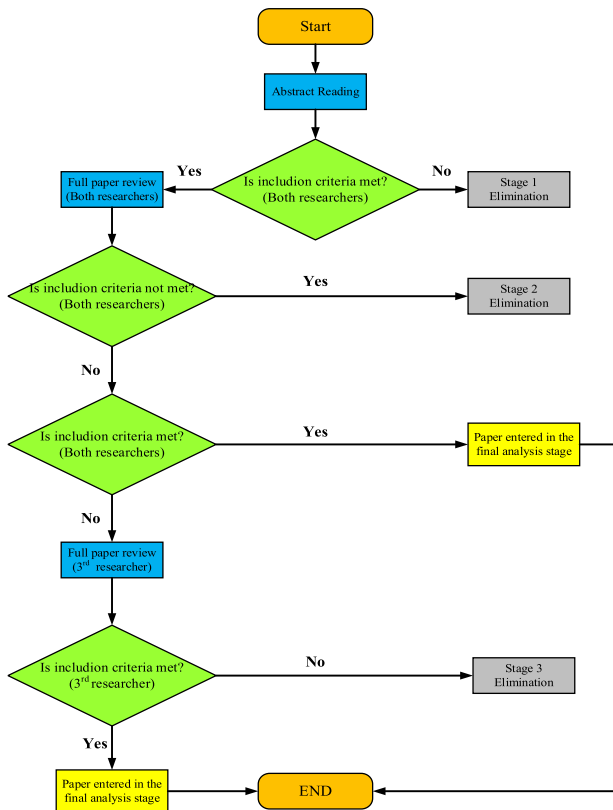 Start
Abstract Reading
Yes
No
Is includion criteria met?
(Both researchers)
Full paper review
(Both researchers)
Stage 1
Elimination
Is includion criteria not met?
(Both researchers)
Yes
Stage 2
Elimination
No
Is includion criteria met?
(Both researchers)
Yes
Paper entered in the
final analysis stage
No
Full paper review
(3rd researcher)
Is includion criteria met?
(3rd researcher)
No
Stage 3
Elimination
Yes
Paper entered in the
final analysis stage
END